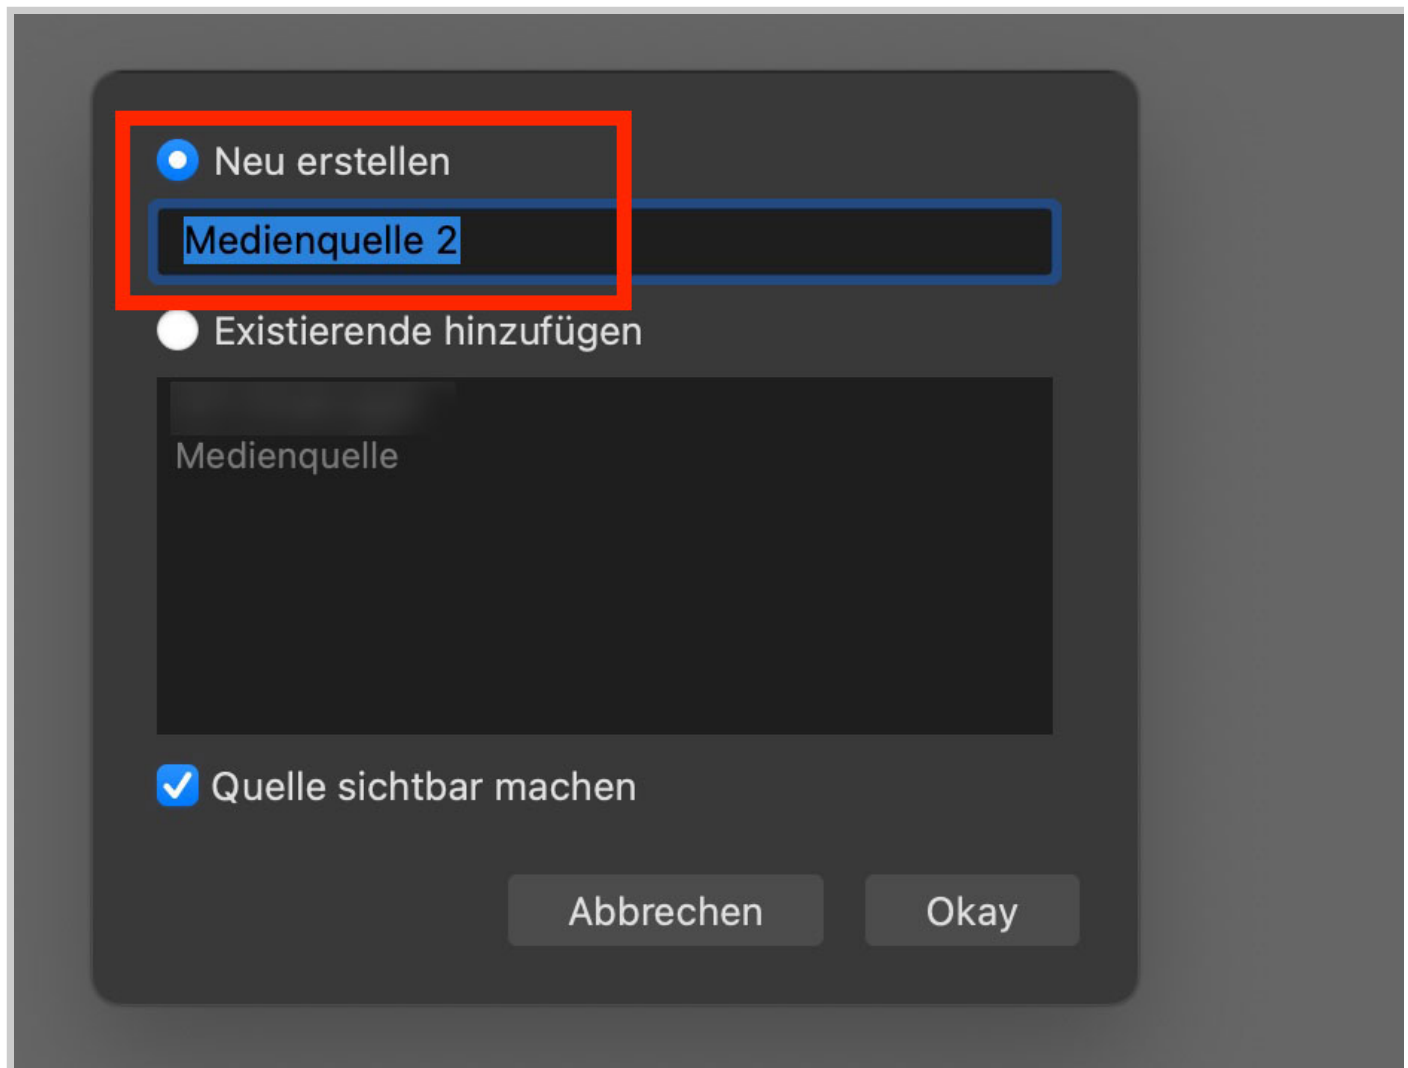 Neu erstellen
Medienquelle 2
Existierende hinzufügen
Medienquelle
Quelle sichtbar machen
Abbrechen
Okay